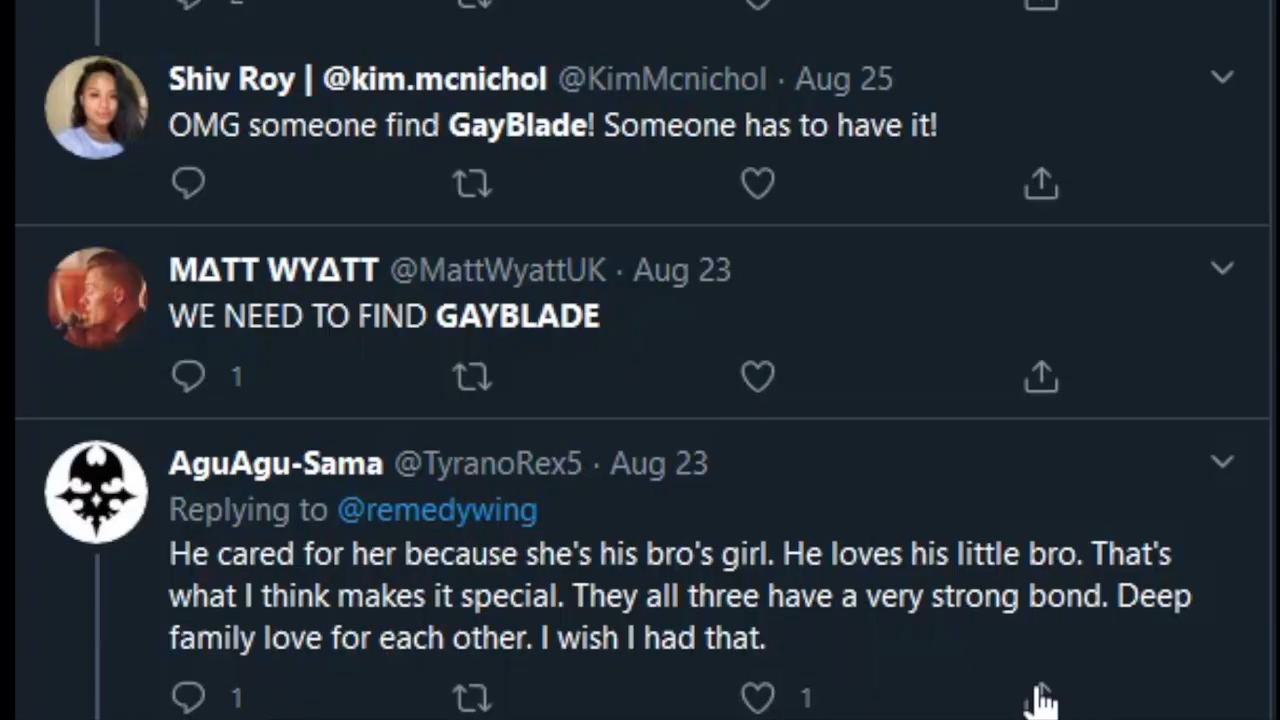 2
Shiv Roy | @kim.mcnichol @KimMcnichol · Aug 25
OMG someone find GayBlade! Someone has to have it!
MΔTT WYΔTT @MattWyattUK · Aug 23
WE NEED TO FIND GAYBLADE
1
AguAgu-Sama @TyranoRex5 · Aug 23
Replying to @remedywing
He cared for her because she's his bro's girl. He loves his little bro. That's
what I think makes it special. They all three have a very strong bond. Deep
family love for each other. I wish I had that.
1 1